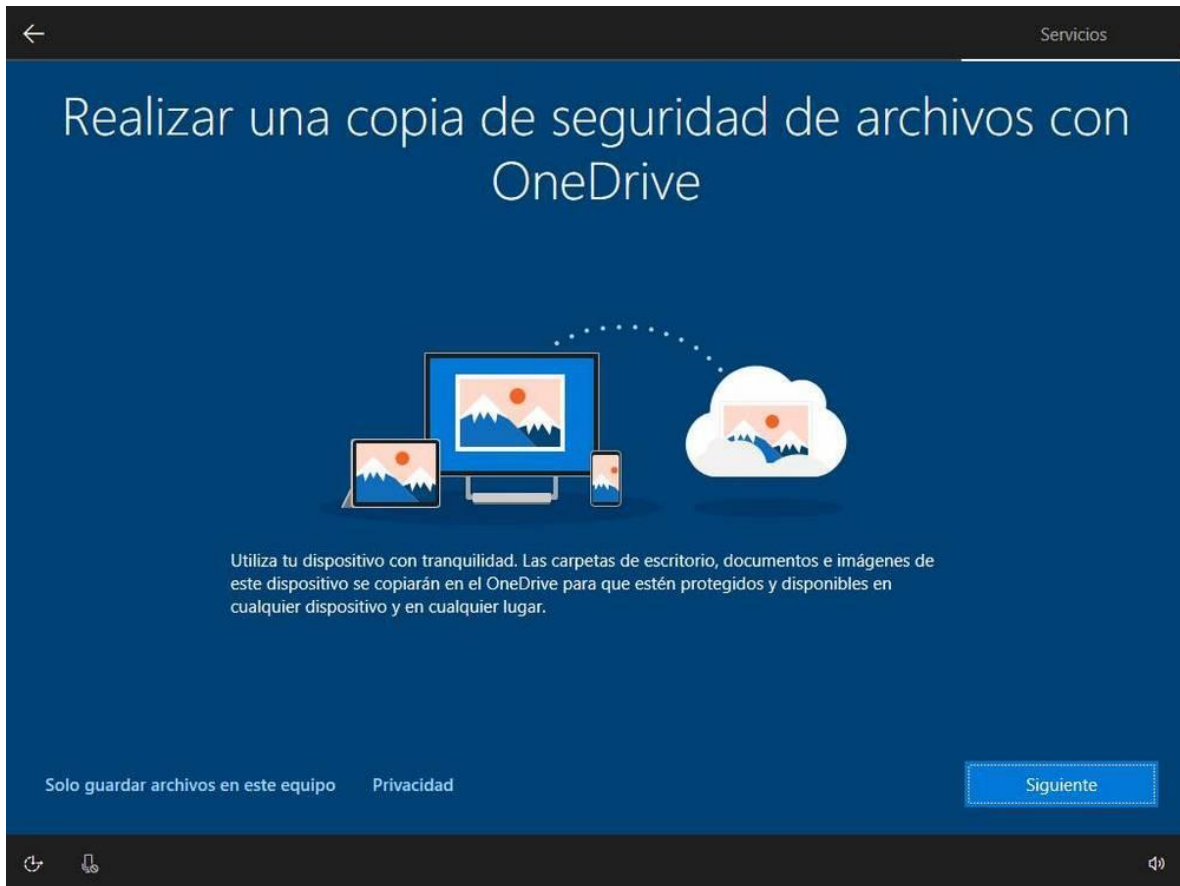 Servicios
Realizar una copia de seguridad de archivos con
OneDrive
Utiliza tu dispositivo con tranquilidad. Las carpetas de escritorio, documentos e imágenes de
este dispositivo se copiarán en el OneDrive para que estén protegidos y disponibles en
cualquier dispositivo y en cualquier lugar.
Solo guardar archivos en este equipo Privacidad Siguiente